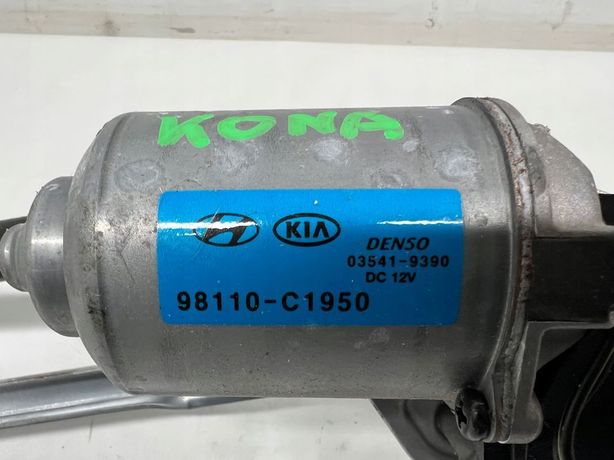 KONA
KIA
DENSO
03541-9390
DC 12V
98110-C1950